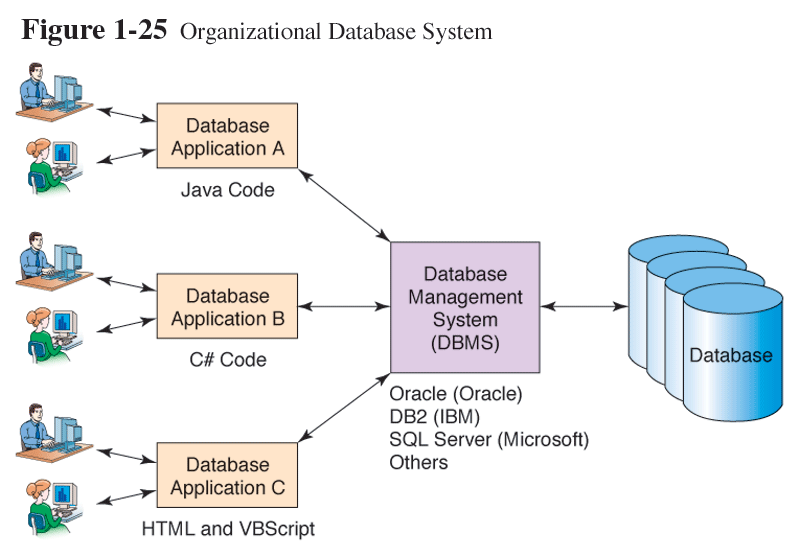 Figure 1-25 Organizational Database System
Database
Application A
Java Code
Database
Application B
C# Code
Database
Application C
HTML and VBScript
Database
Management
System
(DBMS)
Oracle (Oracle)
DB2 (IBM)
SQL Server (Microsoft)
Others
Database